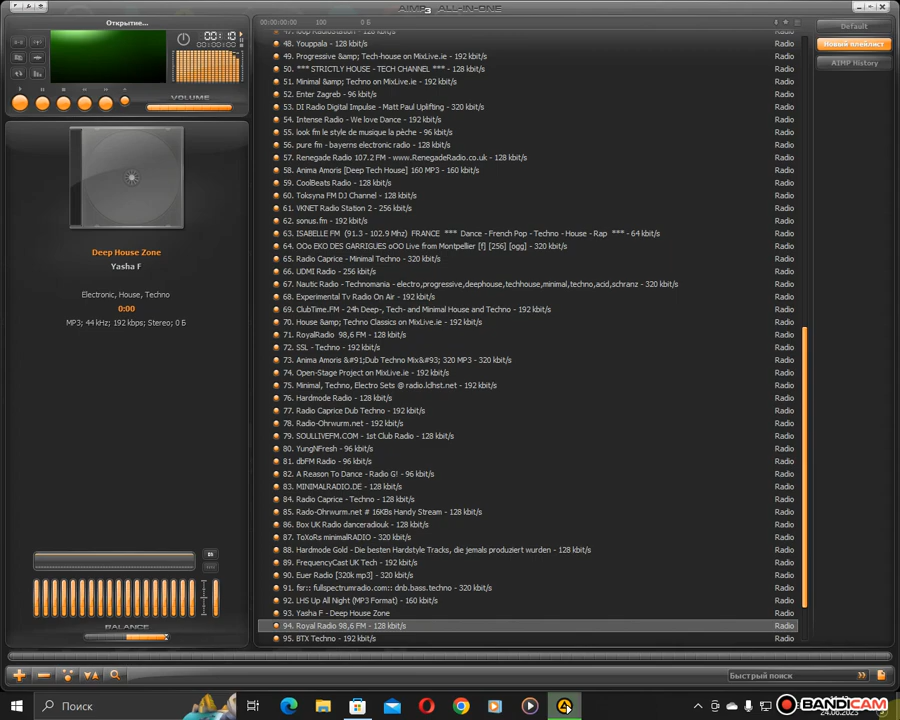 AIMP3 ALL-IN-ONE
Открытие...
00:00:00:00 100 0 Б
Default
Новый плейлист
AIMP History
00:10
VOLUME
Deep House Zone
Yasha F
Electronic, House, Techno
0:00
MP3; 44 kHz; 192 kbps; Stereo; 0 Б
BALANCE
48. Youppala - 128 kbit/s Radio
49. Progressive &amp; Tech-house on MixLive.ie - 192 kbit/s Radio
50. *** STRICTLY HOUSE - TECH CHANNEL *** - 128 kbit/s Radio
51. Minimal &amp; Techno on MixLive.ie - 192 kbit/s Radio
52. Enter Zagreb - 96 kbit/s Radio
53. DI Radio Digital Impulse - Matt Paul Uplifting - 320 kbit/s Radio
54. Intense Radio - We love Dance - 192 kbit/s Radio
55. look fm le style de musique la pèche - 96 kbit/s Radio
56. pure fm - bayerns electronic radio - 128 kbit/s Radio
57. Renegade Radio 107.2 FM - www.RenegadeRadio.co.uk - 128 kbit/s Radio
58. Anima Amoris [Deep Tech House] 160 MP3 - 160 kbit/s Radio
59. CoolBeats Radio - 128 kbit/s Radio
60. Toksyna FM DJ Channel - 128 kbit/s Radio
61. VKNET Radio Station 2 - 256 kbit/s Radio
62. sonus.fm - 192 kbit/s Radio
63. ISABELLE FM (91.3 - 102.9 Mhz) FRANCE *** Dance - French Pop - Techno - House - Rap *** - 64 kbit/s Radio
64. OOo EKO DES GARRIGUES oOO Live from Montpellier [f] [256] [ogg] - 320 kbit/s Radio
65. Radio Caprice - Minimal Techno - 320 kbit/s Radio
66. UDMI Radio - 256 kbit/s Radio
67. Nautic Radio - Technomania - electro,progressive,deephouse,techhouse,minimal,techno,acid,schranz - 320 kbit/s Radio
68. Experimental Tv Radio On Air - 192 kbit/s Radio
69. ClubTime.FM - 24h Deep-, Tech- and Minimal House and Techno - 192 kbit/s Radio
70. House &amp; Techno Classics on MixLive.ie - 192 kbit/s Radio
71. RoyalRadio 98,6 FM - 128 kbit/s Radio
72. SSL - Techno - 192 kbit/s Radio
73. Anima Amoris &#91;Dub Techno Mix&#93; 320 MP3 - 320 kbit/s Radio
74. Open-Stage Project on MixLive.ie - 192 kbit/s Radio
75. Minimal, Techno, Electro Sets @ radio.ldhst.net - 192 kbit/s Radio
76. Hardmode Radio - 128 kbit/s Radio
77. Radio Caprice Dub Techno - 192 kbit/s Radio
78. Radio-Ohrwurm.net - 192 kbit/s Radio
79. SOULLIVEFM.COM - 1st Club Radio - 128 kbit/s Radio
80. YungNFresh - 96 kbit/s Radio
81. dbFM Radio - 96 kbit/s Radio
82. A Reason To Dance - Radio G! - 96 kbit/s Radio
83. MINIMALRADIO.DE - 128 kbit/s Radio
84. Radio Caprice - Techno - 128 kbit/s Radio
85. Rado-Ohrwurm.net # 16KBs Handy Stream - 128 kbit/s Radio
86. Box UK Radio danceradiouk - 128 kbit/s Radio
87. ToXoRs minimalRADIO - 320 kbit/s Radio
88. Hardmode Gold - Die besten Hardstyle Tracks, die jemals produziert wurden - 128 kbit/s Radio
89. FrequencyCast UK Tech - 192 kbit/s Radio
90. Euer Radio [320k mp3] - 320 kbit/s Radio
91. fsr:: fullspectrumradio.com:: dnb.bass.techno - 320 kbit/s Radio
92. LHS Up All Night (MP3 Format) - 160 kbit/s Radio
93. Yasha F - Deep House Zone Radio
94. Royal Radio 98,6 FM - 128 kbit/s Radio
95. BTX Techno - 192 kbit/s Radio
Быстрый поиск
Поиск
BANDICAM